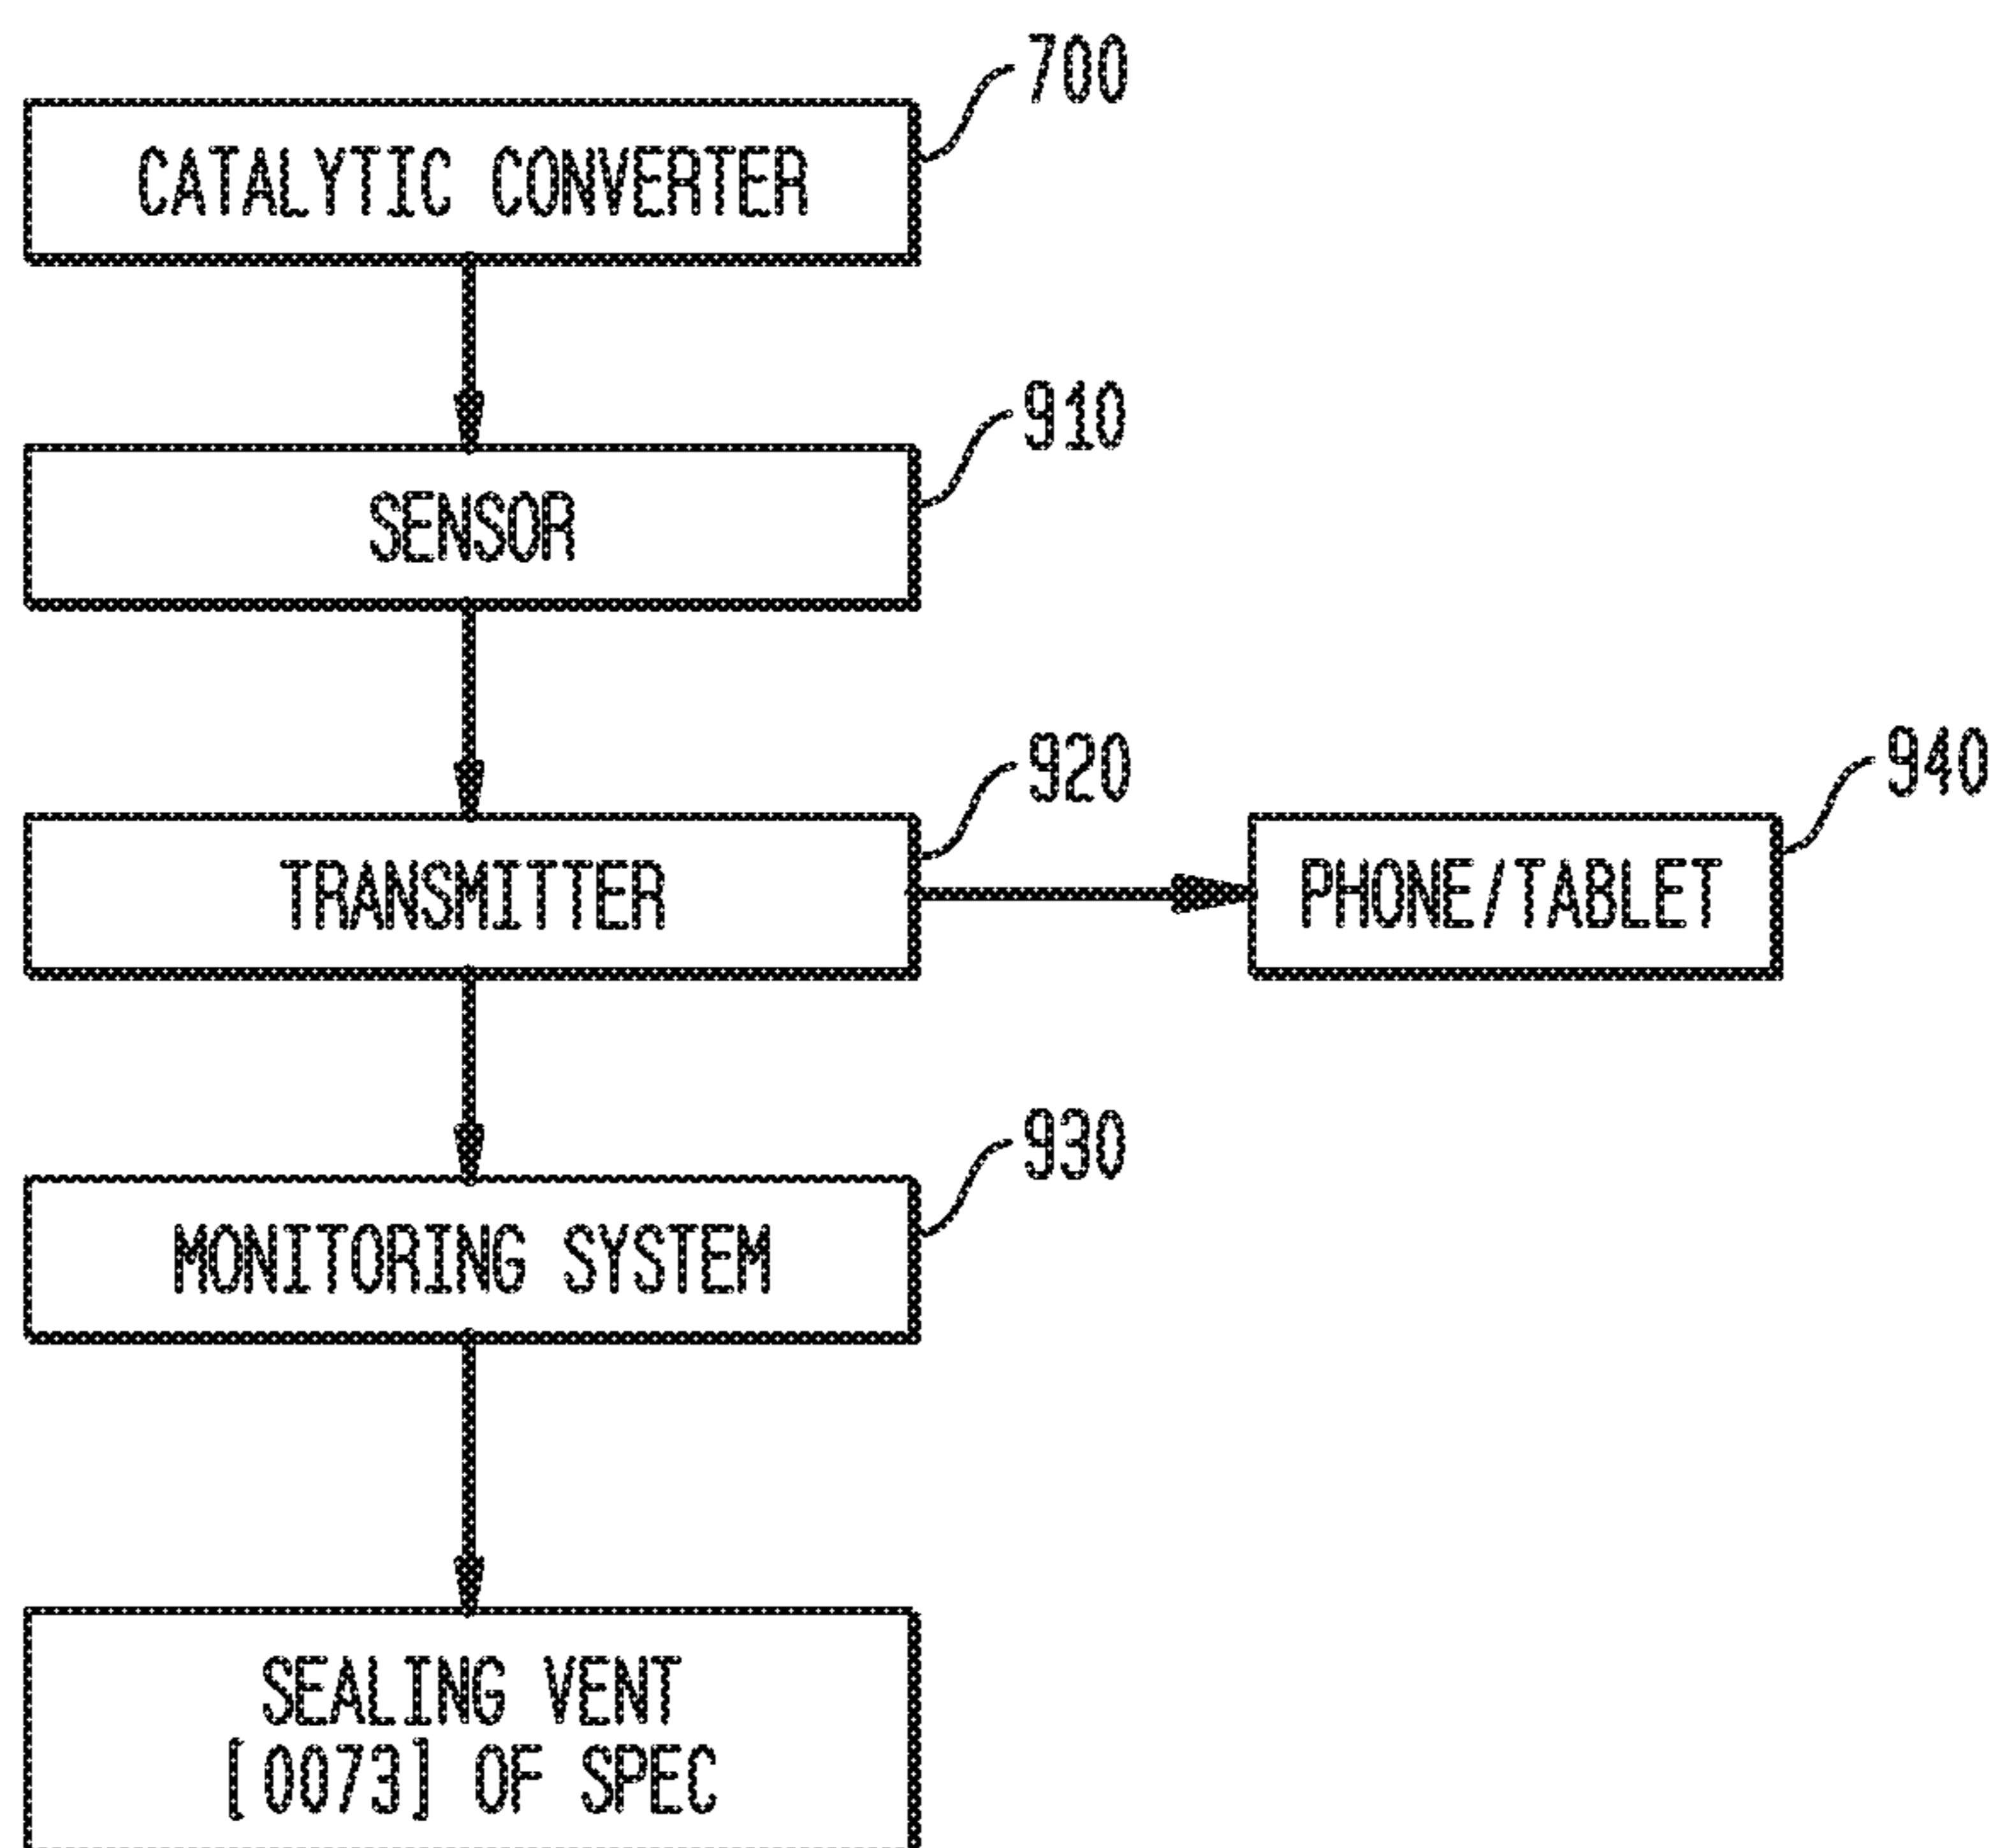 700
CATALYTIC CONVERTER
910
SENSOR
920
940
TRANSMITTER
PHONE/TABLET
930
MONITORING SYSTEM
SEALING VENT
[0073] OF SPEC